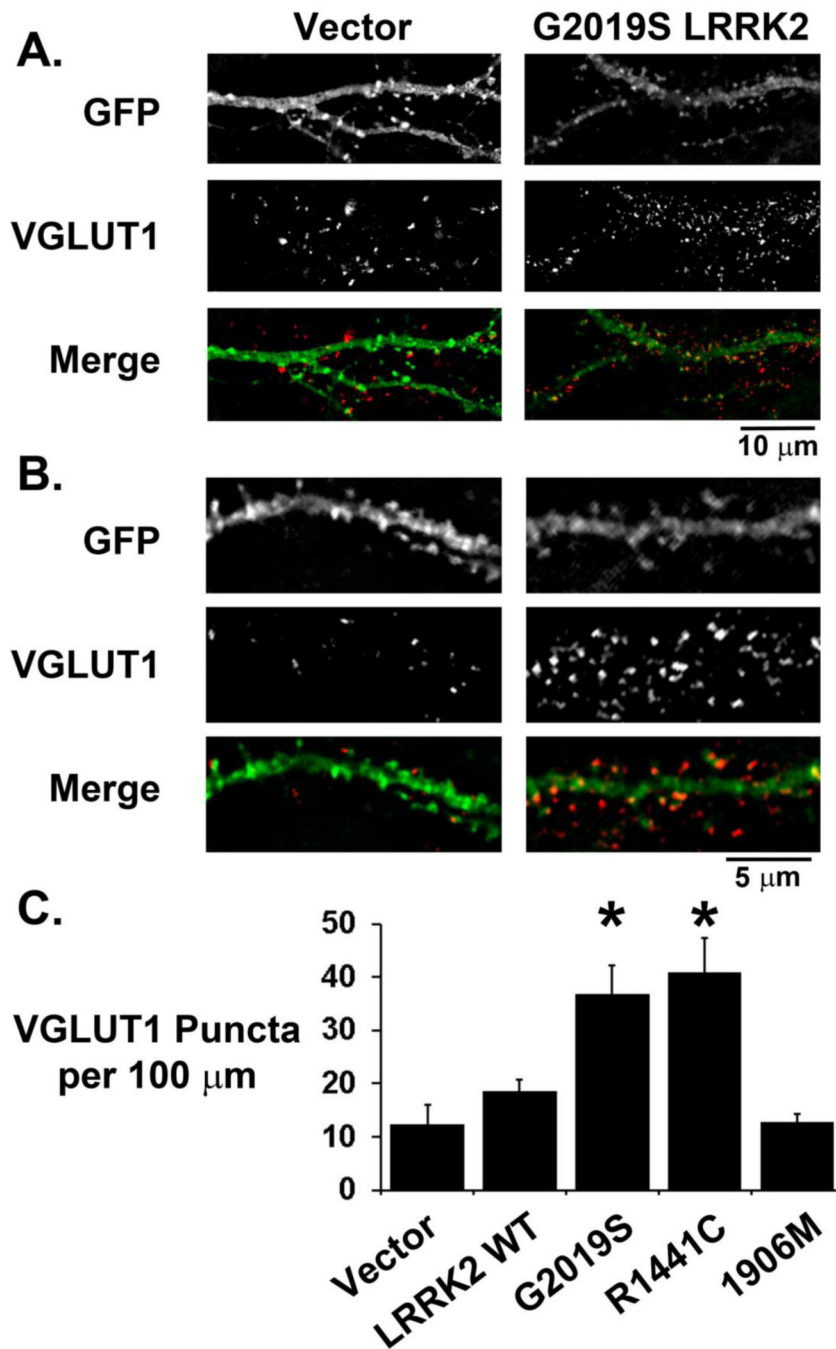 Vector G2019S LRRK2
A.
GFP
VGLUT1
Merge
10 μm
B.
GFP
VGLUT1
Merge
5 μm
C.
VGLUT1 Puncta
per 100 μm
50
40
30
20
10
0
* *
Vector LRRK2 WT G2019S R1441C 1906M